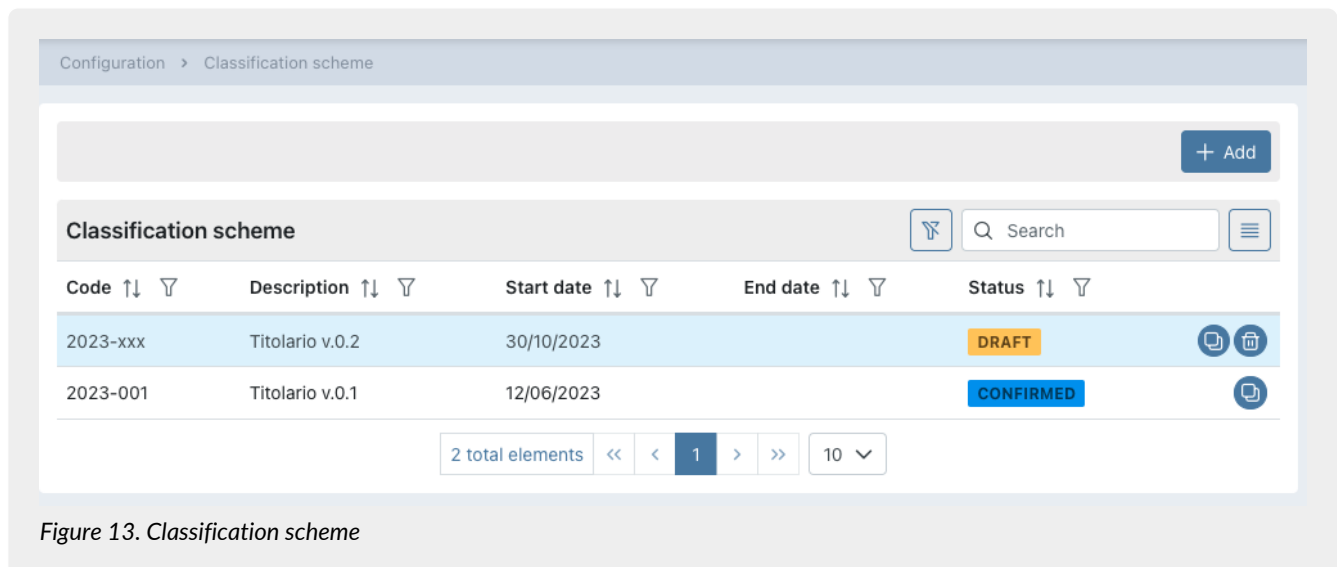 Configuration > Classification scheme
+ Add
Classification scheme
Search
Code Description Start date End date Status
2023-xxx Titolario v.0.2 30/10/2023 DRAFT
2023-001 Titolario v.0.1 12/06/2023 CONFIRMED
2 total elements << < 1 > >> 10
Figure 13. Classification scheme